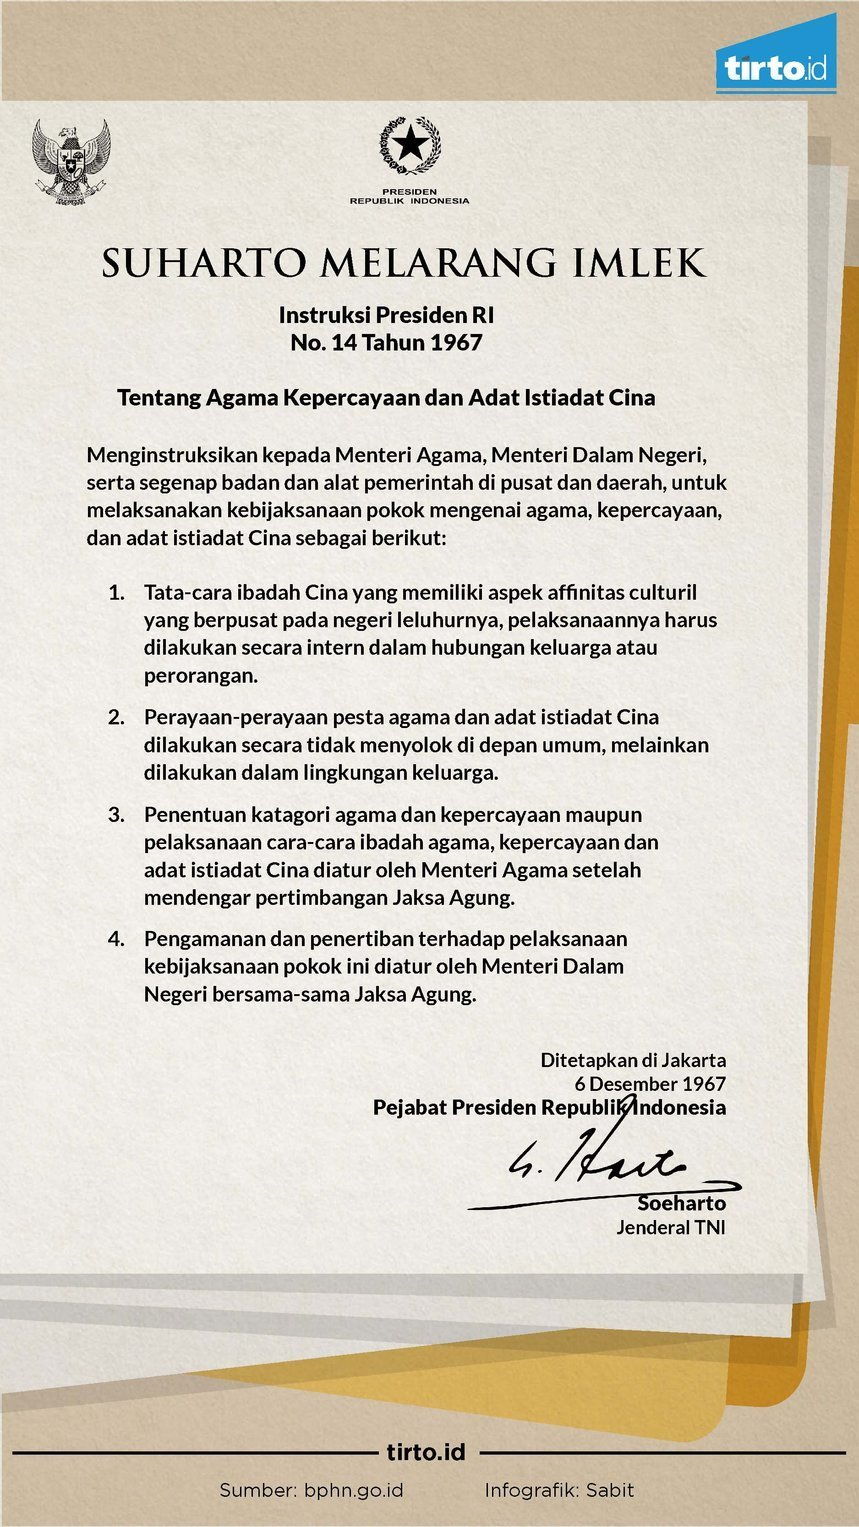 tirto.id
PRESIDEN
REPUBLIK INDONESIA
SUHARTO MELARANG IMLEK
Instruksi Presiden RI
No. 14 Tahun 1967
Tentang Agama Kepercayaan dan Adat Istiadat Cina
Menginstruksikan kepada Menteri Agama, Menteri Dalam Negeri,
serta segenap badan dan alat pemerintah di pusat dan daerah, untuk
melaksanakan kebijaksanaan pokok mengenai agama, kepercayaan,
dan adat istiadat Cina sebagai berikut:
1. Tata-cara ibadah Cina yang memiliki aspek affinitas culturil
yang berpusat pada negeri leluhurnya, pelaksanaannya harus
dilakukan secara intern dalam hubungan keluarga atau
perorangan.
2. Perayaan-perayaan pesta agama dan adat istiadat Cina
dilakukan secara tidak menyolok di depan umum, melainkan
dilakukan dalam lingkungan keluarga.
3. Penentuan katagori agama dan kepercayaan maupun
pelaksanaan cara-cara ibadah agama, kepercayaan dan
adat istiadat Cina diatur oleh Menteri Agama setelah
mendengar pertimbangan Jaksa Agung.
4. Pengamanan dan penertiban terhadap pelaksanaan
kebijaksanaan pokok ini diatur oleh Menteri Dalam
Negeri bersama-sama Jaksa Agung.
Ditetapkan di Jakarta
6 Desember 1967
Pejabat Presiden Republik Indonesia
Soeharto
Jenderal TNI
tirto.id
Sumber: bphn.go.id Infografik: Sabit